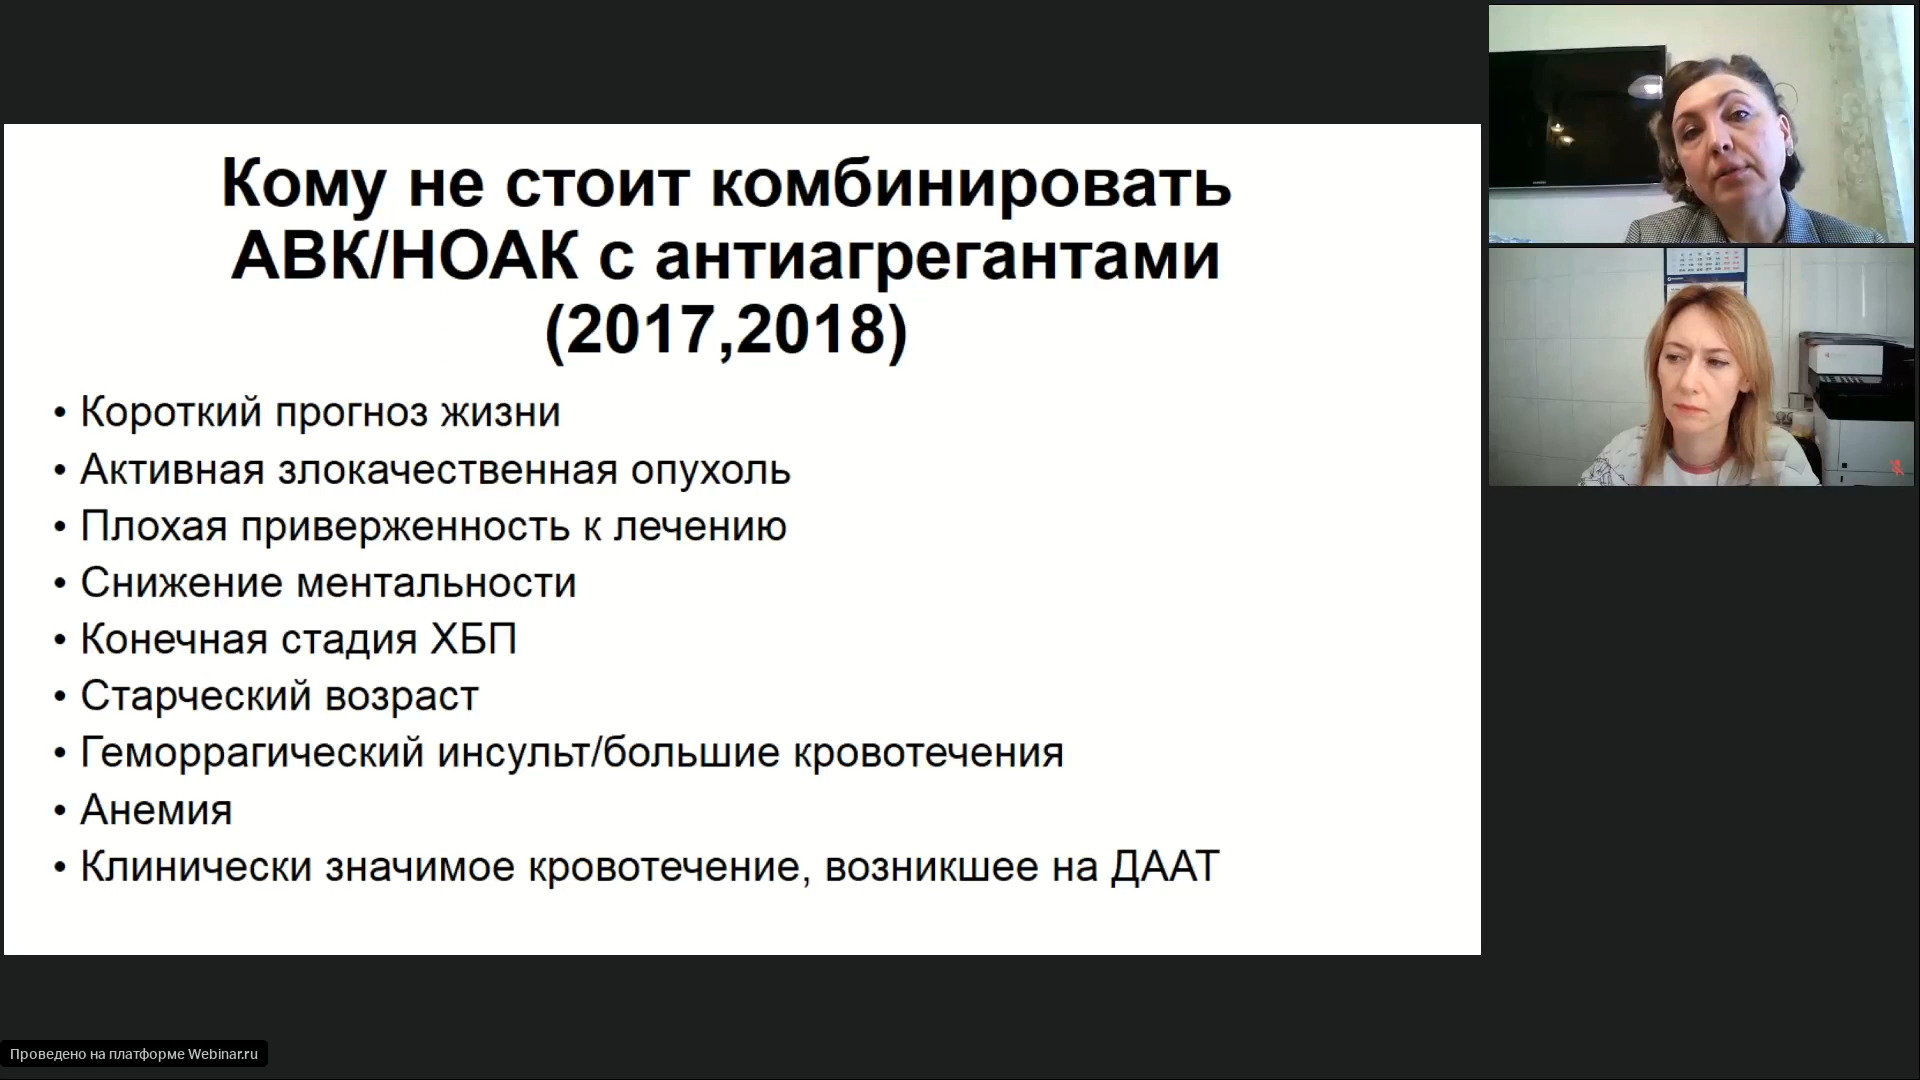 Кому не стоит комбинировать
АВК/НОАК с антиагрегантами
(2017,2018)
• Короткий прогноз жизни
• Активная злокачественная опухоль
• Плохая приверженность к лечению
• Снижение ментальности
• Конечная стадия ХБП
• Старческий возраст
• Геморрагический инсульт/большие кровотечения
• Анемия
• Клинически значимое кровотечение, возникшее на ДААТ
Проведено на платформе Webinar.ru